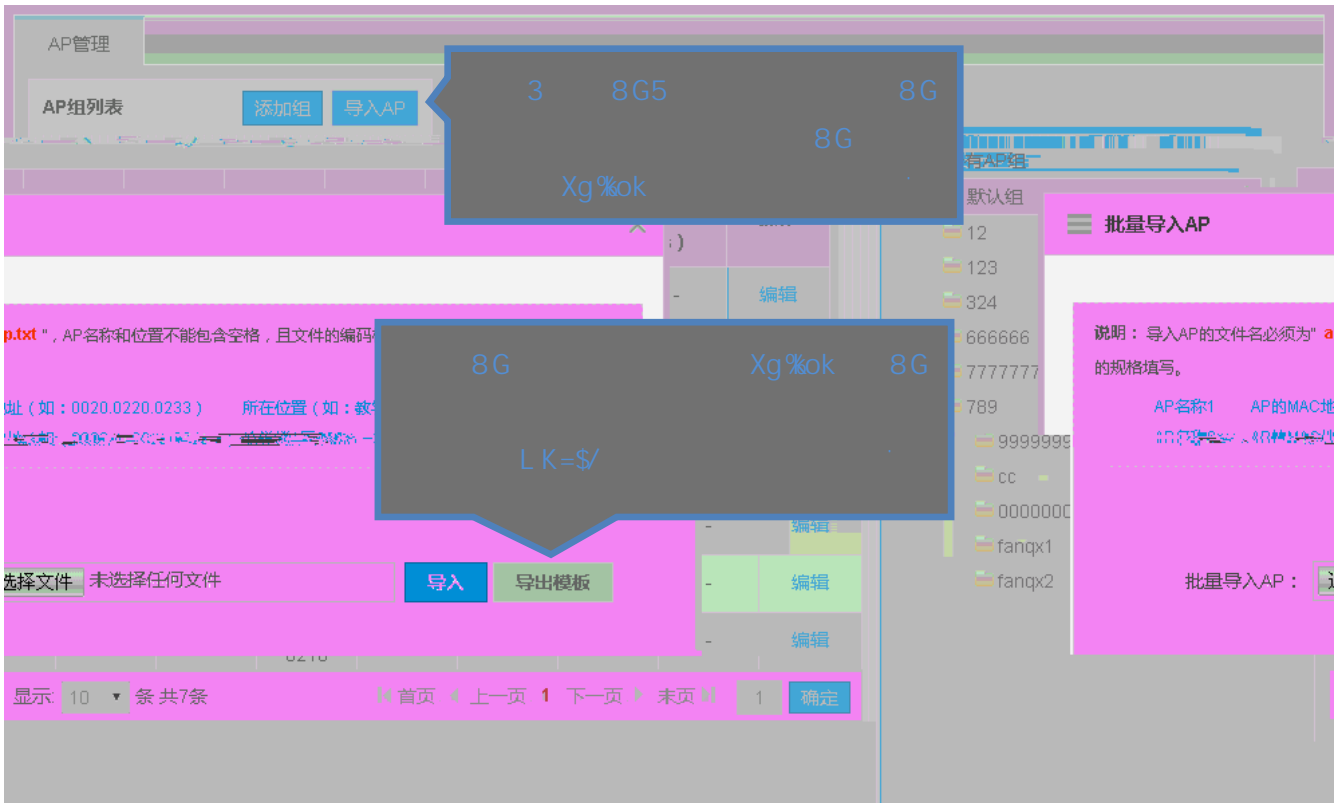 AP管理
AP组列表 添加组 导入AP
3 8G5 8G
8G
Xg%ok
有AP组
默认组
12
123
324
666666
7777777
789
9999999
cc
0000000
fanqx1
fanqx2
批量导入AP
说明：导入AP的文件名必须为" a
的规格填写。
AP名称1 AP的MAC地
批量导入AP：
p.txt "，AP名称和位置不能包含空格，且文件的编码
址（如：0020.0220.0233） 所在位置（如：教
8G Xg%ok 8G
LK=$/
选择文件 未选择任何文件 导入 导出模板
- 编辑
- 编辑
- 编辑
- 编辑
显示: 10 条 共7条 首页 上一页 1 下一页 末页 1 确定